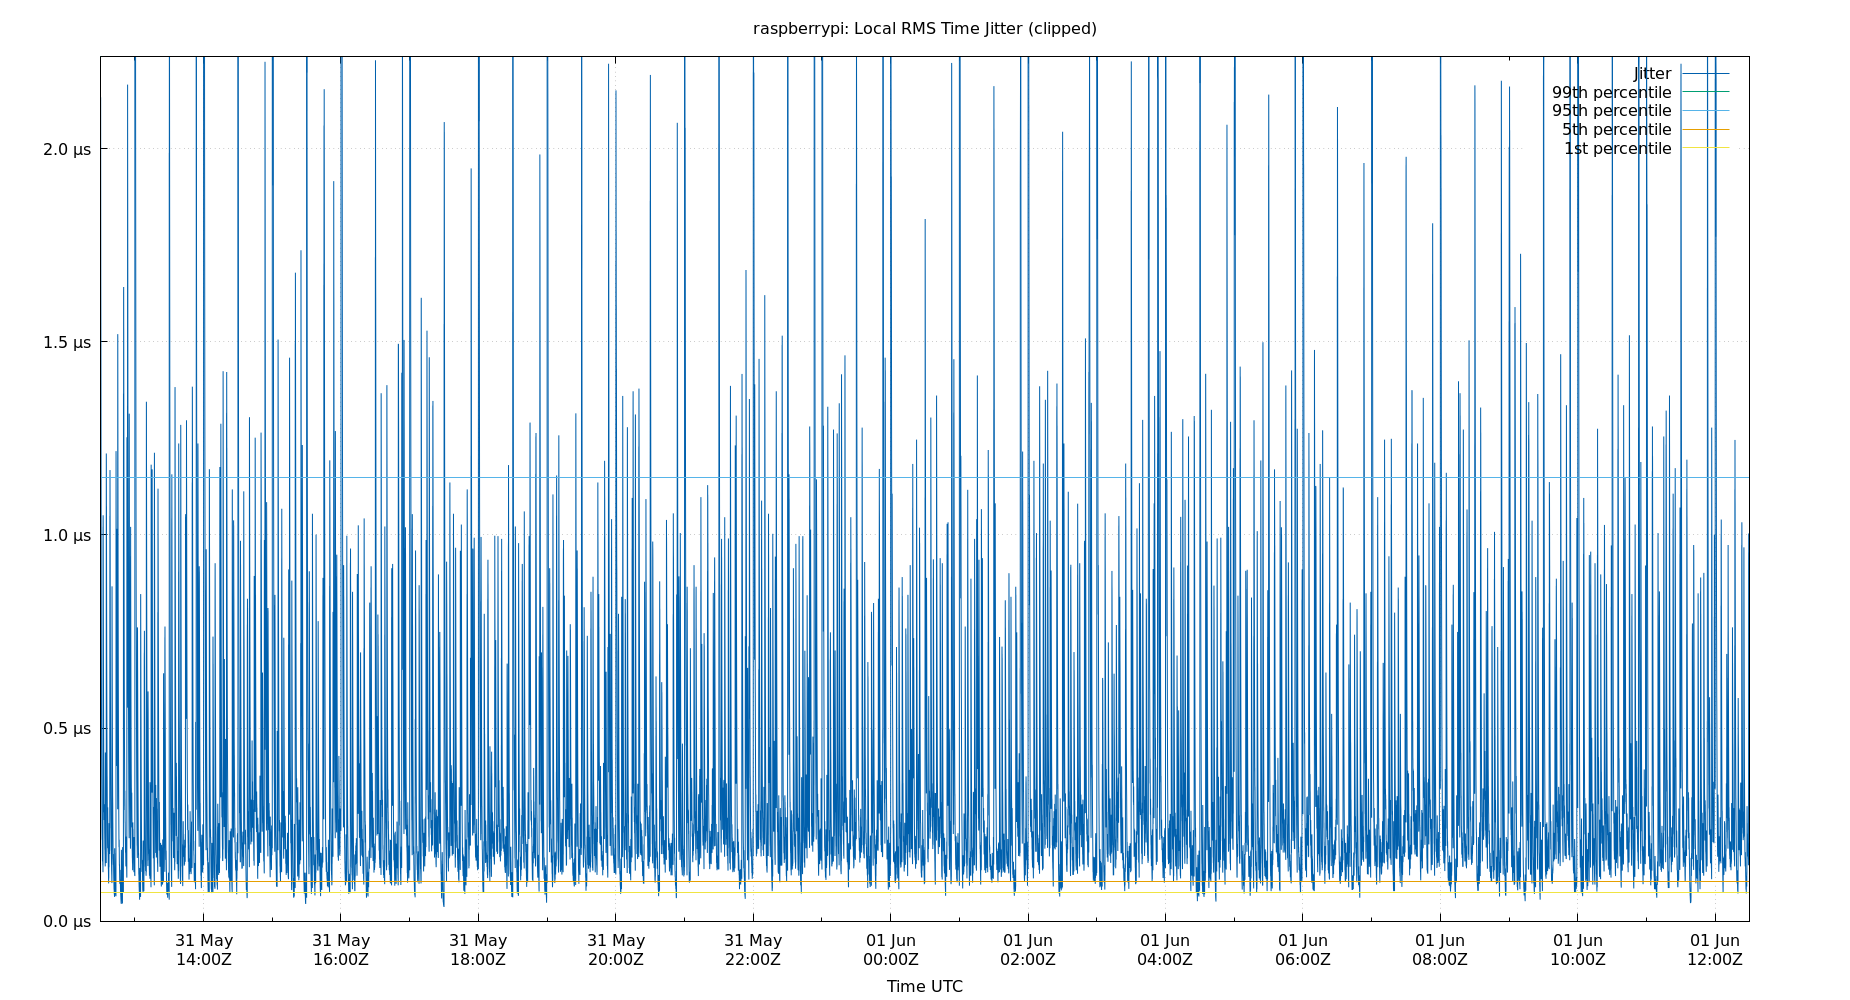 raspberrypi: Local RMS Time Jitter (clipped)
Jitter
99th percentile
95th percentile
5th percentile
1st percentile
2.0 μs
1.5 μs
1.0 μs
0.5 μs
0.0 μs
31 May 31 May 31 May 31 May 31 May 01 Jun 01 Jun 01 Jun 01 Jun 01 Jun 01 Jun 01 Jun
14:00Z 16:00Z 18:00Z 20:00Z 22:00Z 00:00Z 02:00Z 04:00Z 06:00Z 08:00Z 10:00Z 12:00Z
Time UTC